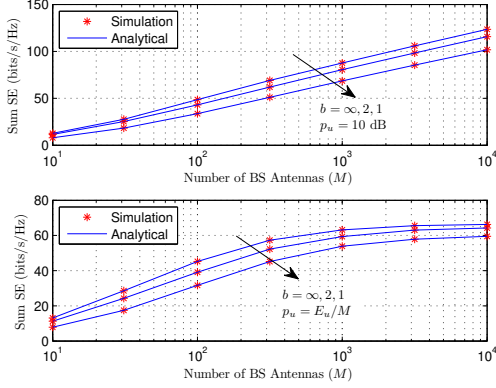 150
100
50
0
Sum SE (bits/s/Hz)
Simulation
Analytical
b = ∞, 2, 1
p_u = 10 dB
10^1
10^2
10^3
10^4
Number of BS Antennas (M)
80
60
40
20
0
Sum SE (bits/s/Hz)
Simulation
Analytical
b = ∞, 2, 1
p_u = E_u/M
10^1
10^2
10^3
10^4
Number of BS Antennas (M)